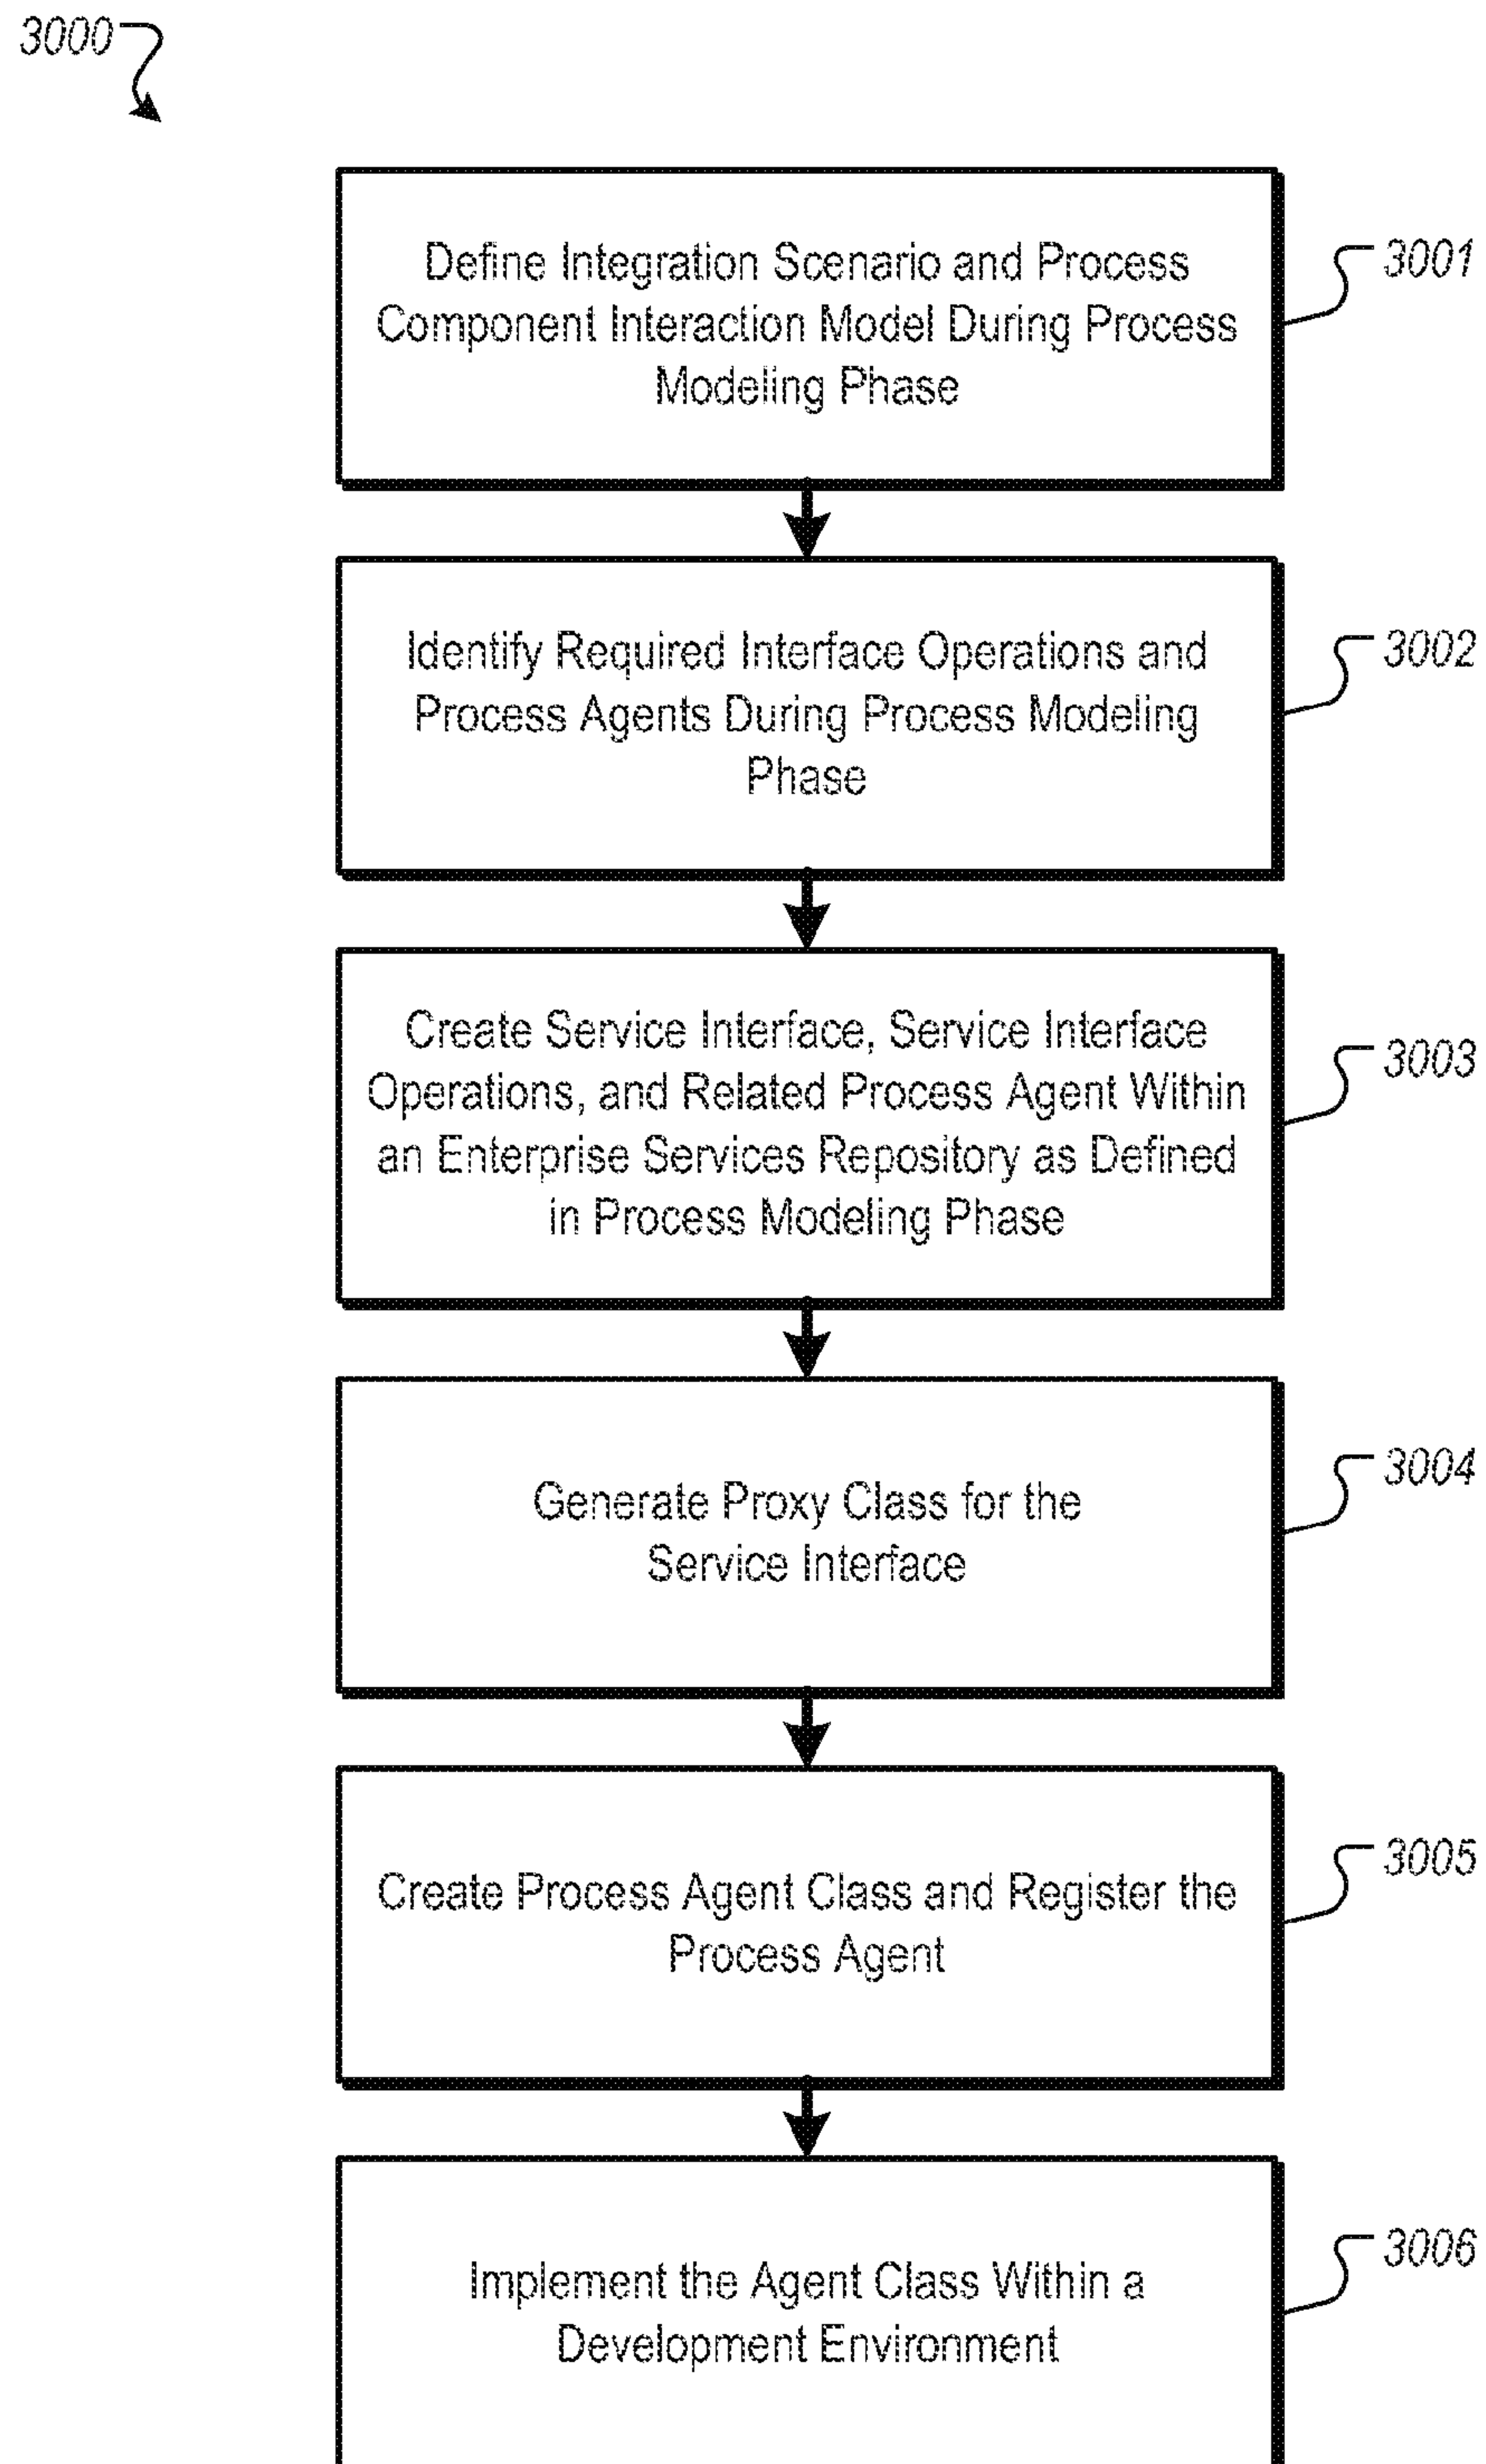 3000
Define Integration Scenario and Process
Component Interaction Model During Process
Modeling Phase
3001
Identify Required Interface Operations and
Process Agents During Process Modeling
Phase
3002
Create Service Interface, Service Interface
Operations, and Related Process Agent Within
an Enterprise Services Repository as Defined
in Process Modeling Phase
3003
Generate Proxy Class for the
Service Interface
3004
Create Process Agent Class and Register the
Process Agent
3005
Implement the Agent Class Within a
Development Environment
3006